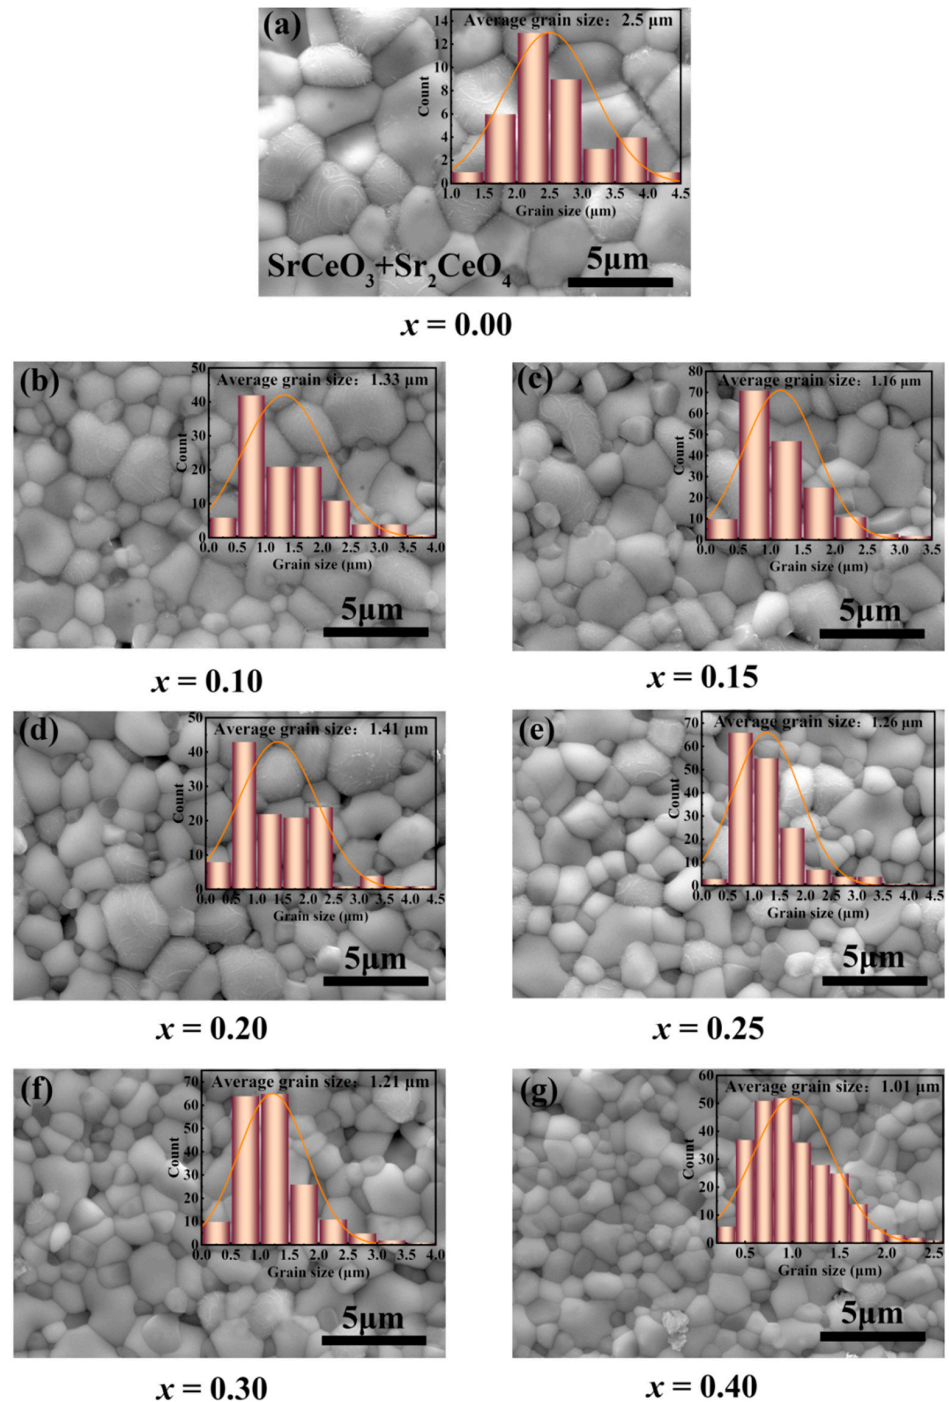 (a)
Average grain size: 2.5 μm
14
12
10
8
6
4
2
0
Count
1.0 1.5 2.0 2.5 3.0 3.5 4.0 4.5
Grain size (μm)
SrCeO₃+Sr₂CeO₄
5μm
x = 0.00
(b)
Average grain size: 1.33 μm
50
40
30
20
10
0
Count
0.0 0.5 1.0 1.5 2.0 2.5 3.0 3.5 4.0
Grain size (μm)
5μm
x = 0.10
(c)
Average grain size: 1.16 μm
80
70
60
50
40
30
20
10
0
Count
0.0 0.5 1.0 1.5 2.0 2.5 3.0 3.5
Grain size (μm)
5μm
x = 0.15
(d)
Average grain size: 1.41 μm
50
40
30
20
10
0
Count
0.0 0.5 1.0 1.5 2.0 2.5 3.0 3.5 4.0 4.5
Grain size (μm)
5μm
x = 0.20
(e)
Average grain size: 1.26 μm
70
60
50
40
30
20
10
0
Count
0.0 0.5 1.0 1.5 2.0 2.5 3.0 3.5 4.0 4.5
Grain size (μm)
5μm
x = 0.25
(f)
Average grain size: 1.21 μm
70
60
50
40
30
20
10
0
Count
0.0 0.5 1.0 1.5 2.0 2.5 3.0 3.5 4.0
Grain size (μm)
5μm
x = 0.30
(g)
Average grain size: 1.01 μm
60
50
40
30
20
10
0
Count
0.5 1.0 1.5 2.0 2.5
Grain size (μm)
5μm
x = 0.40